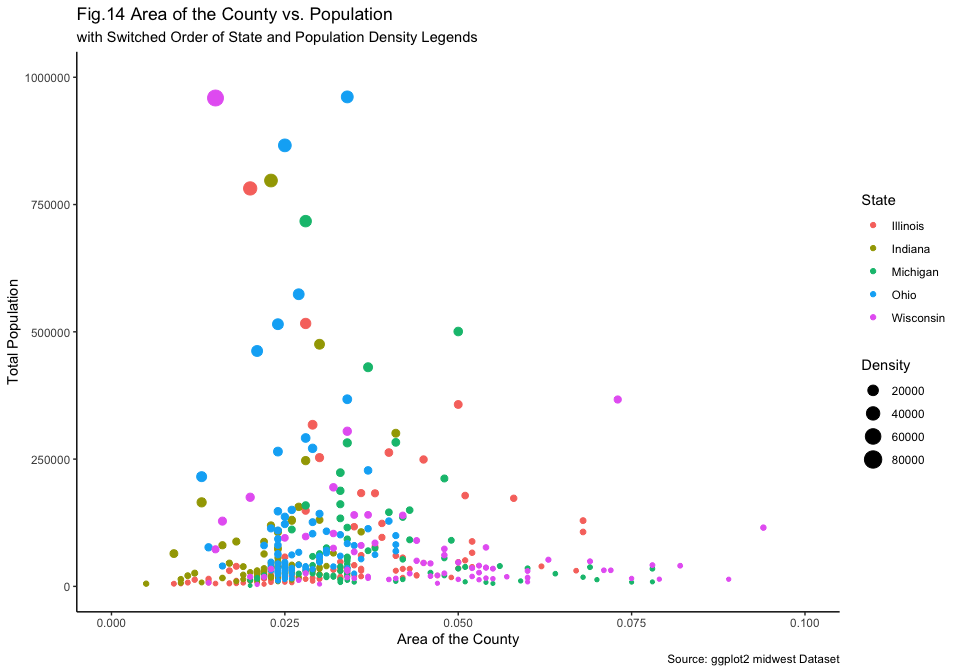 Fig.14 Area of the County vs. Population
with Switched Order of State and Population Density Legends
Total Population
1000000
750000
500000
250000
0
0.000
0.025
0.050
0.075
0.100
Area of the County
State
Illinois
Indiana
Michigan
Ohio
Wisconsin
Density
20000
40000
60000
80000
Source: ggplot2 midwest Dataset